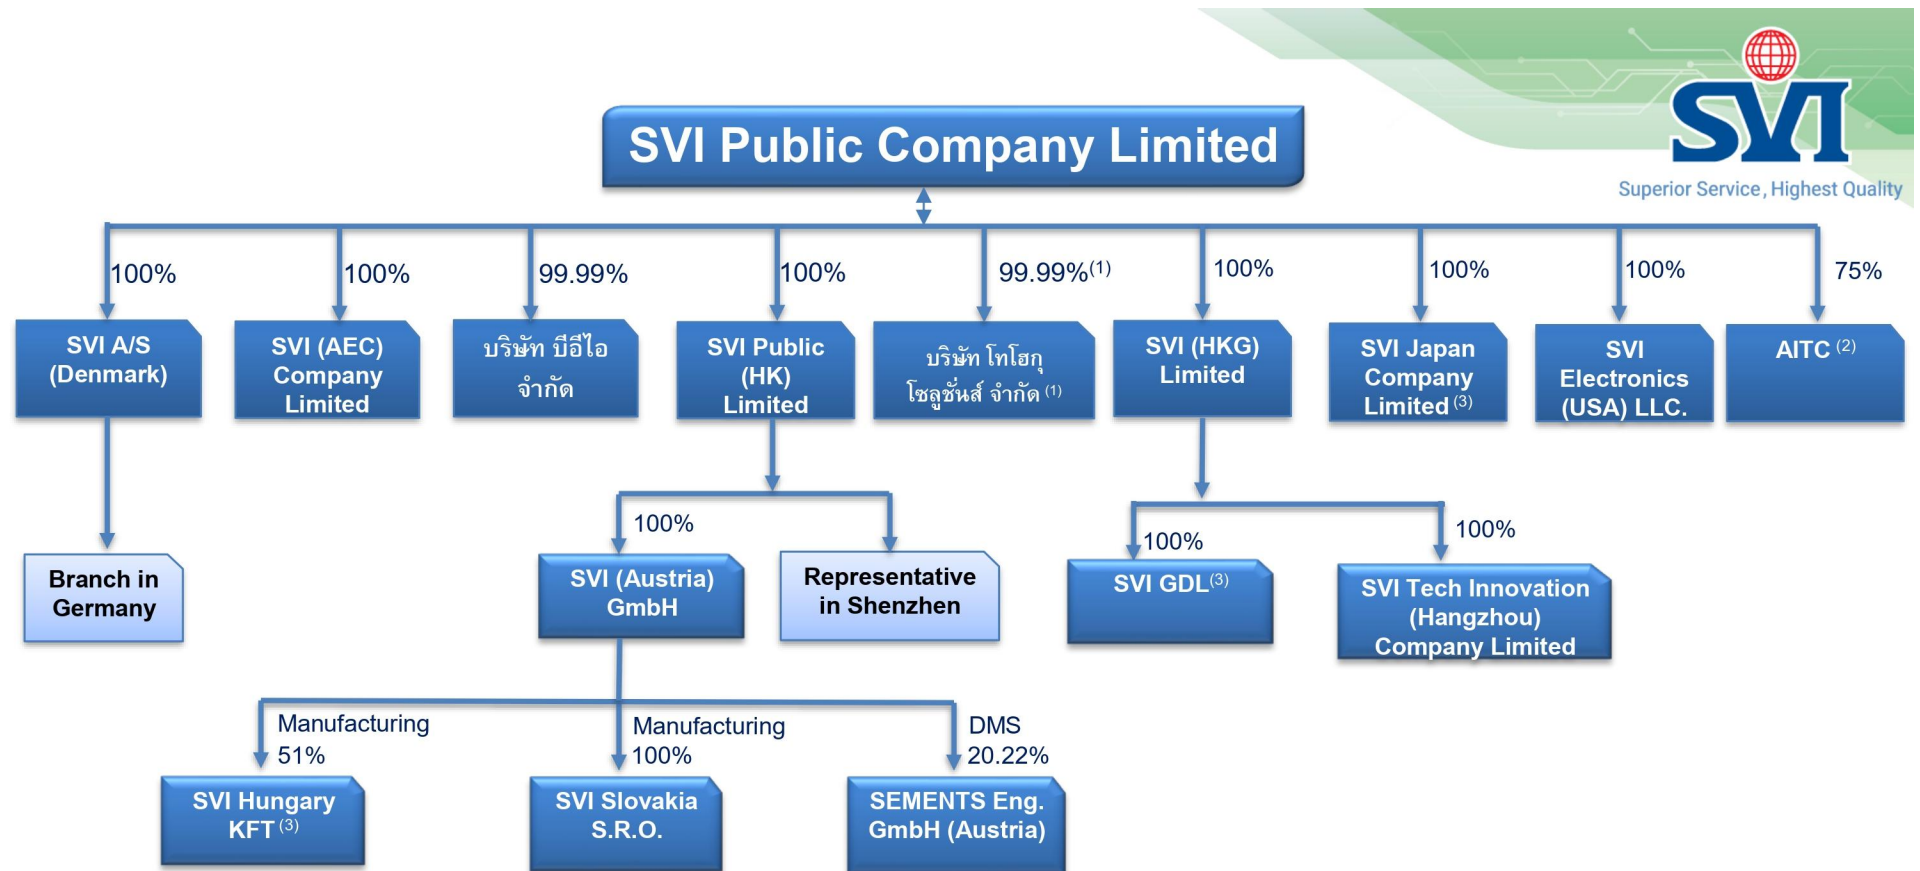 SVI
Superior Service, Highest Quality
SVI Public Company Limited
100%
100%
99.99%
100%
99.99%(1)
100%
100%
100%
75%
SVI A/S
(Denmark)
SVI (AEC)
Company
Limited
บริษัท บีอีไอ
จำกัด
SVI Public
(HK)
Limited
บริษัท โทโฮกุ
โซลูชั่นส์ จำกัด (1)
SVI (HKG)
Limited
SVI Japan
Company
Limited (3)
SVI
Electronics
(USA) LLC.
AITC (2)
100%
100%
100%
Branch in
Germany
SVI (Austria)
GmbH
Representative
in Shenzhen
SVI GDL(3)
SVI Tech Innovation
(Hangzhou)
Company Limited
Manufacturing
51%
Manufacturing
100%
DMS
20.22%
SVI Hungary
KFT (3)
SVI Slovakia
S.R.O.
SEMENTS Eng.
GmbH (Austria)